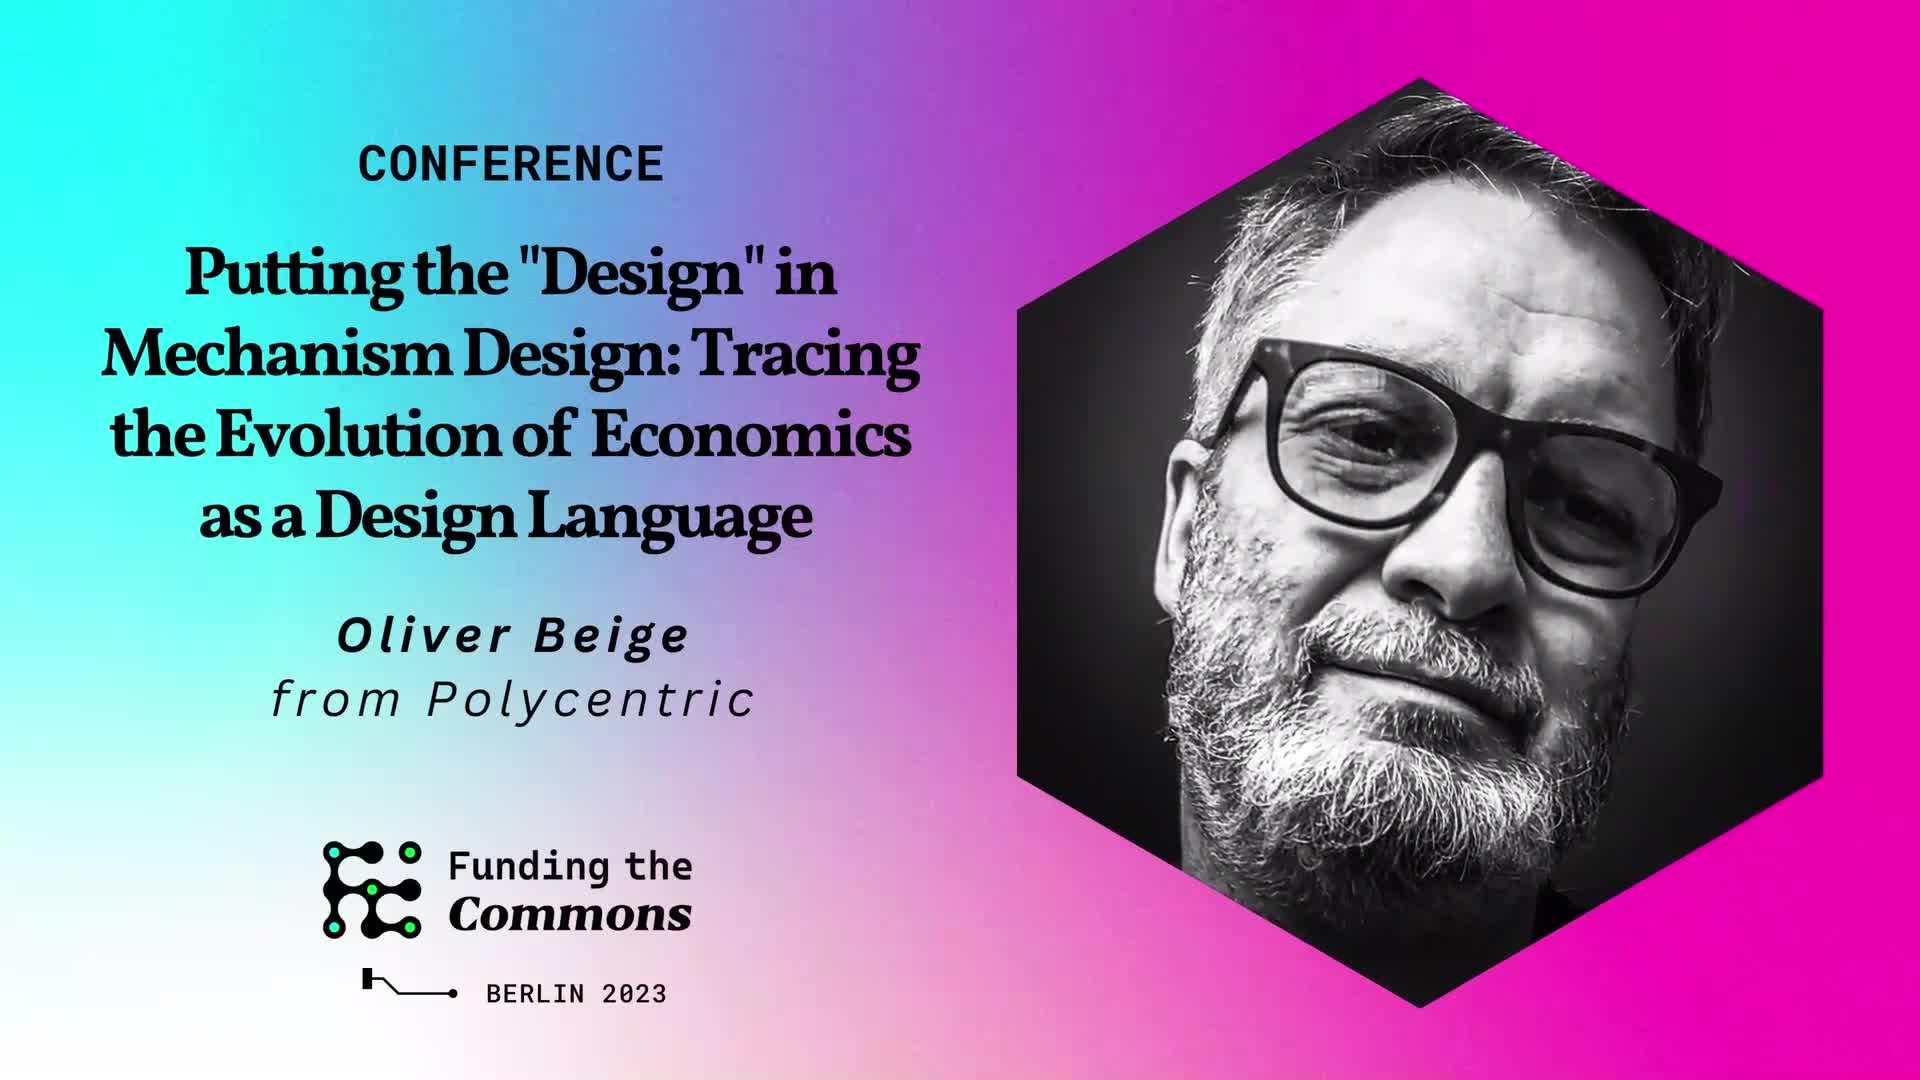 CONFERENCE
Putting the "Design" in
Mechanism Design: Tracing
the Evolution of Economics
as a Design Language
Oliver Beige
from Polycentric
Funding the
Commons
BERLIN 2023